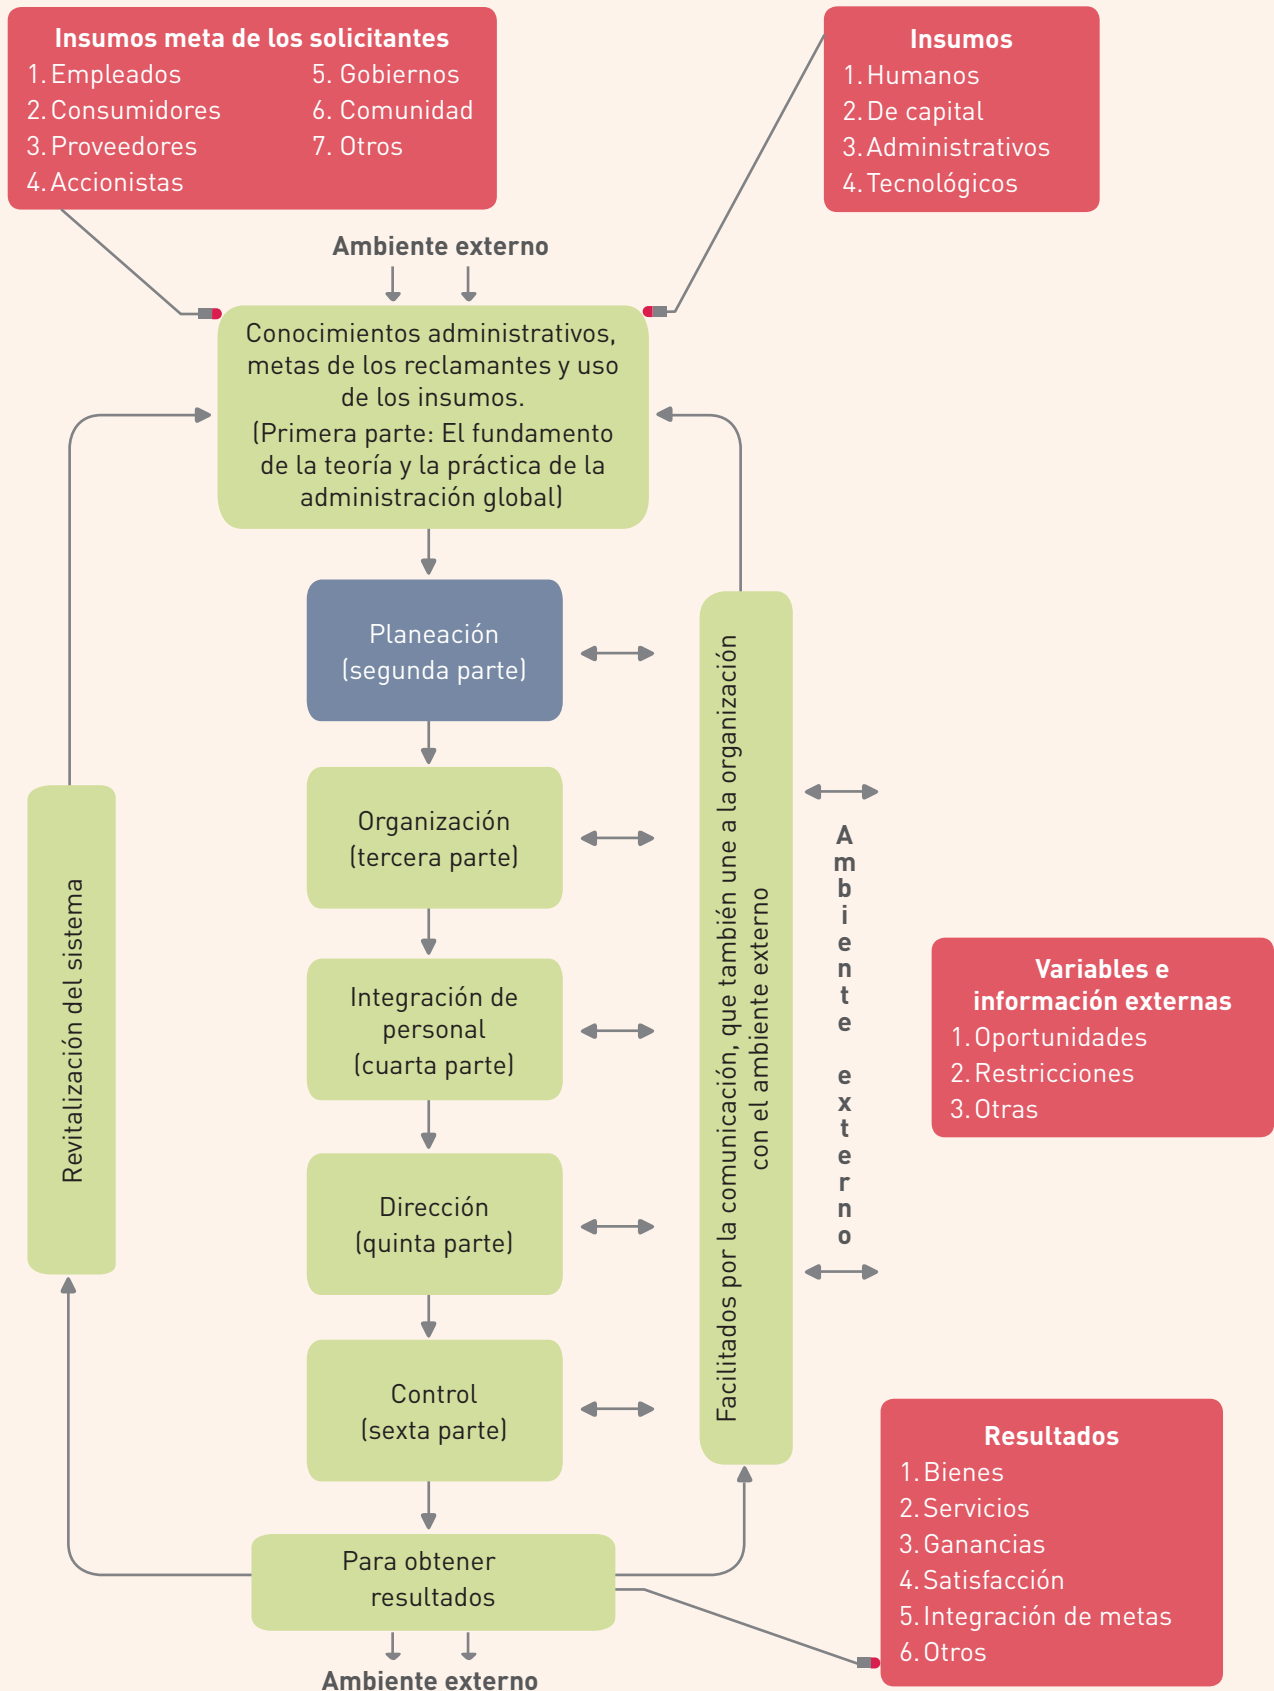 Insumos meta de los solicitantes
1. Empleados
2. Consumidores
3. Proveedores
4. Accionistas
5. Gobiernos
6. Comunidad
7. Otros
Insumos
1. Humanos
2. De capital
3. Administrativos
4. Tecnológicos
Ambiente externo
Conocimientos administrativos,
metas de los reclamantes y uso
de los insumos.
(Primera parte: El fundamento
de la teoría y la práctica de la
administración global)
Planeación
(segunda parte)
Organización
(tercera parte)
Integración de
personal
(cuarta parte)
Dirección
(quinta parte)
Control
(sexta parte)
Para obtener
resultados
Ambiente externo
Revitalización del sistema
Facilitados por la comunicación, que también une a la organización
con el ambiente externo
Ambiente externo
Variables e
información externas
1. Oportunidades
2. Restricciones
3. Otras
Resultados
1. Bienes
2. Servicios
3. Ganancias
4. Satisfacción
5. Integración de metas
6. Otros